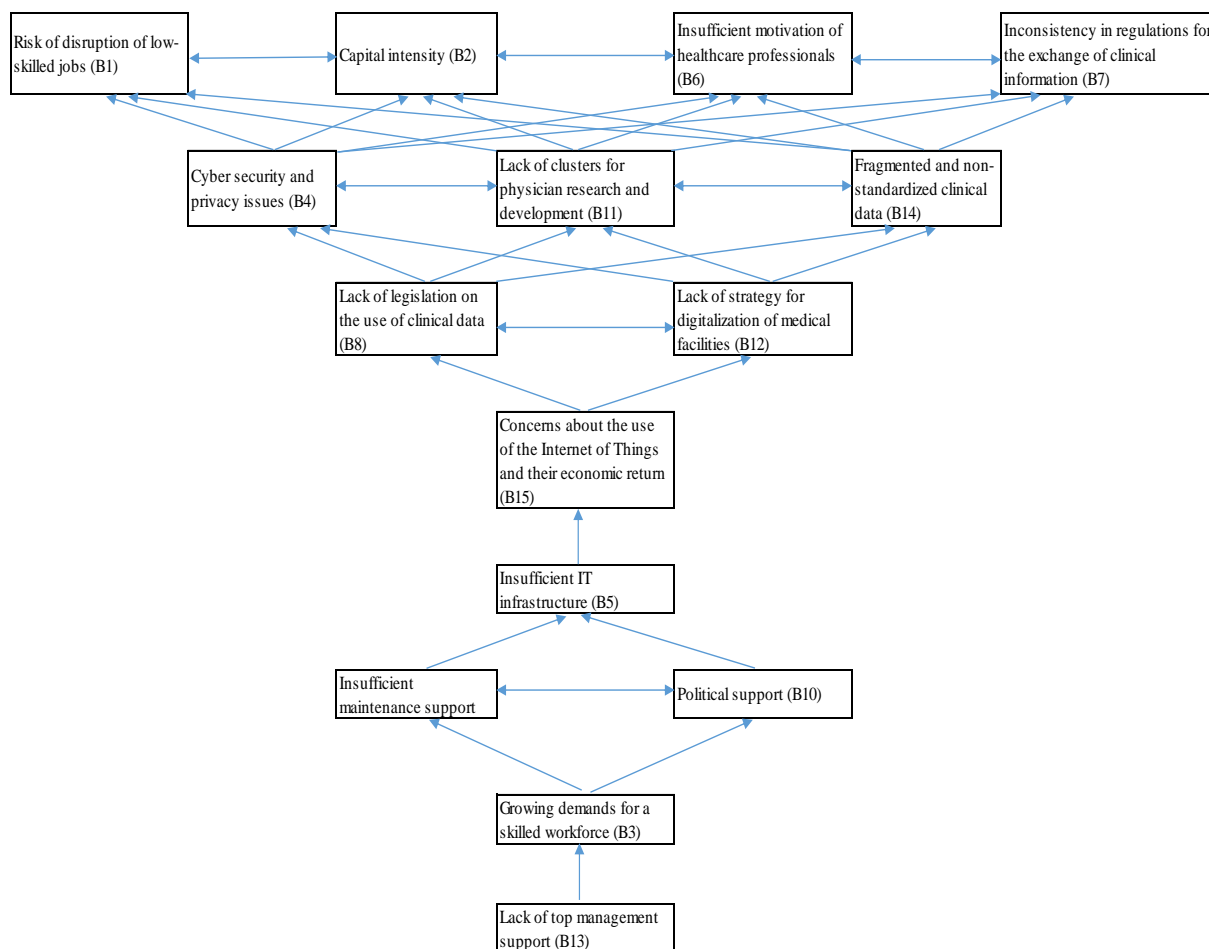 Risk of disruption of low-
skilled jobs (B1)
Capital intensity (B2)
Insufficient motivation of
healthcare professionals
(B6)
Inconsistency in regulations for
the exchange of clinical
information (B7)
Cyber security and
privacy issues (B4)
Lack of clusters for
physician research and
development (B11)
Fragmented and non-
standardized clinical
data (B14)
Lack of legislation on
the use of clinical data
(B8)
Lack of strategy for
digitalization of medical
facilities (B12)
Concerns about the use
of the Internet of Things
and their economic return
(B15)
Insufficient IT
infrastructure (B5)
Insufficient
maintenance support
Political support (B10)
Growing demands for a
skilled workforce (B3)
Lack of top management
support (B13)